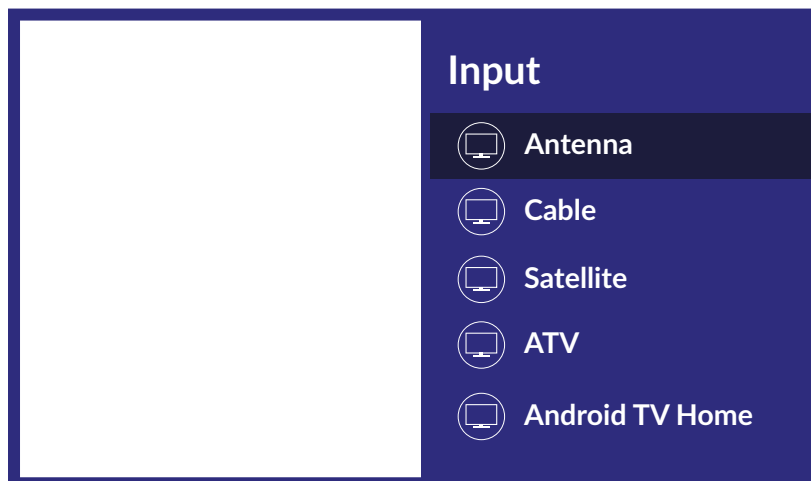 Input
Antenna
Cable
Satellite
ATV
Android TV Home